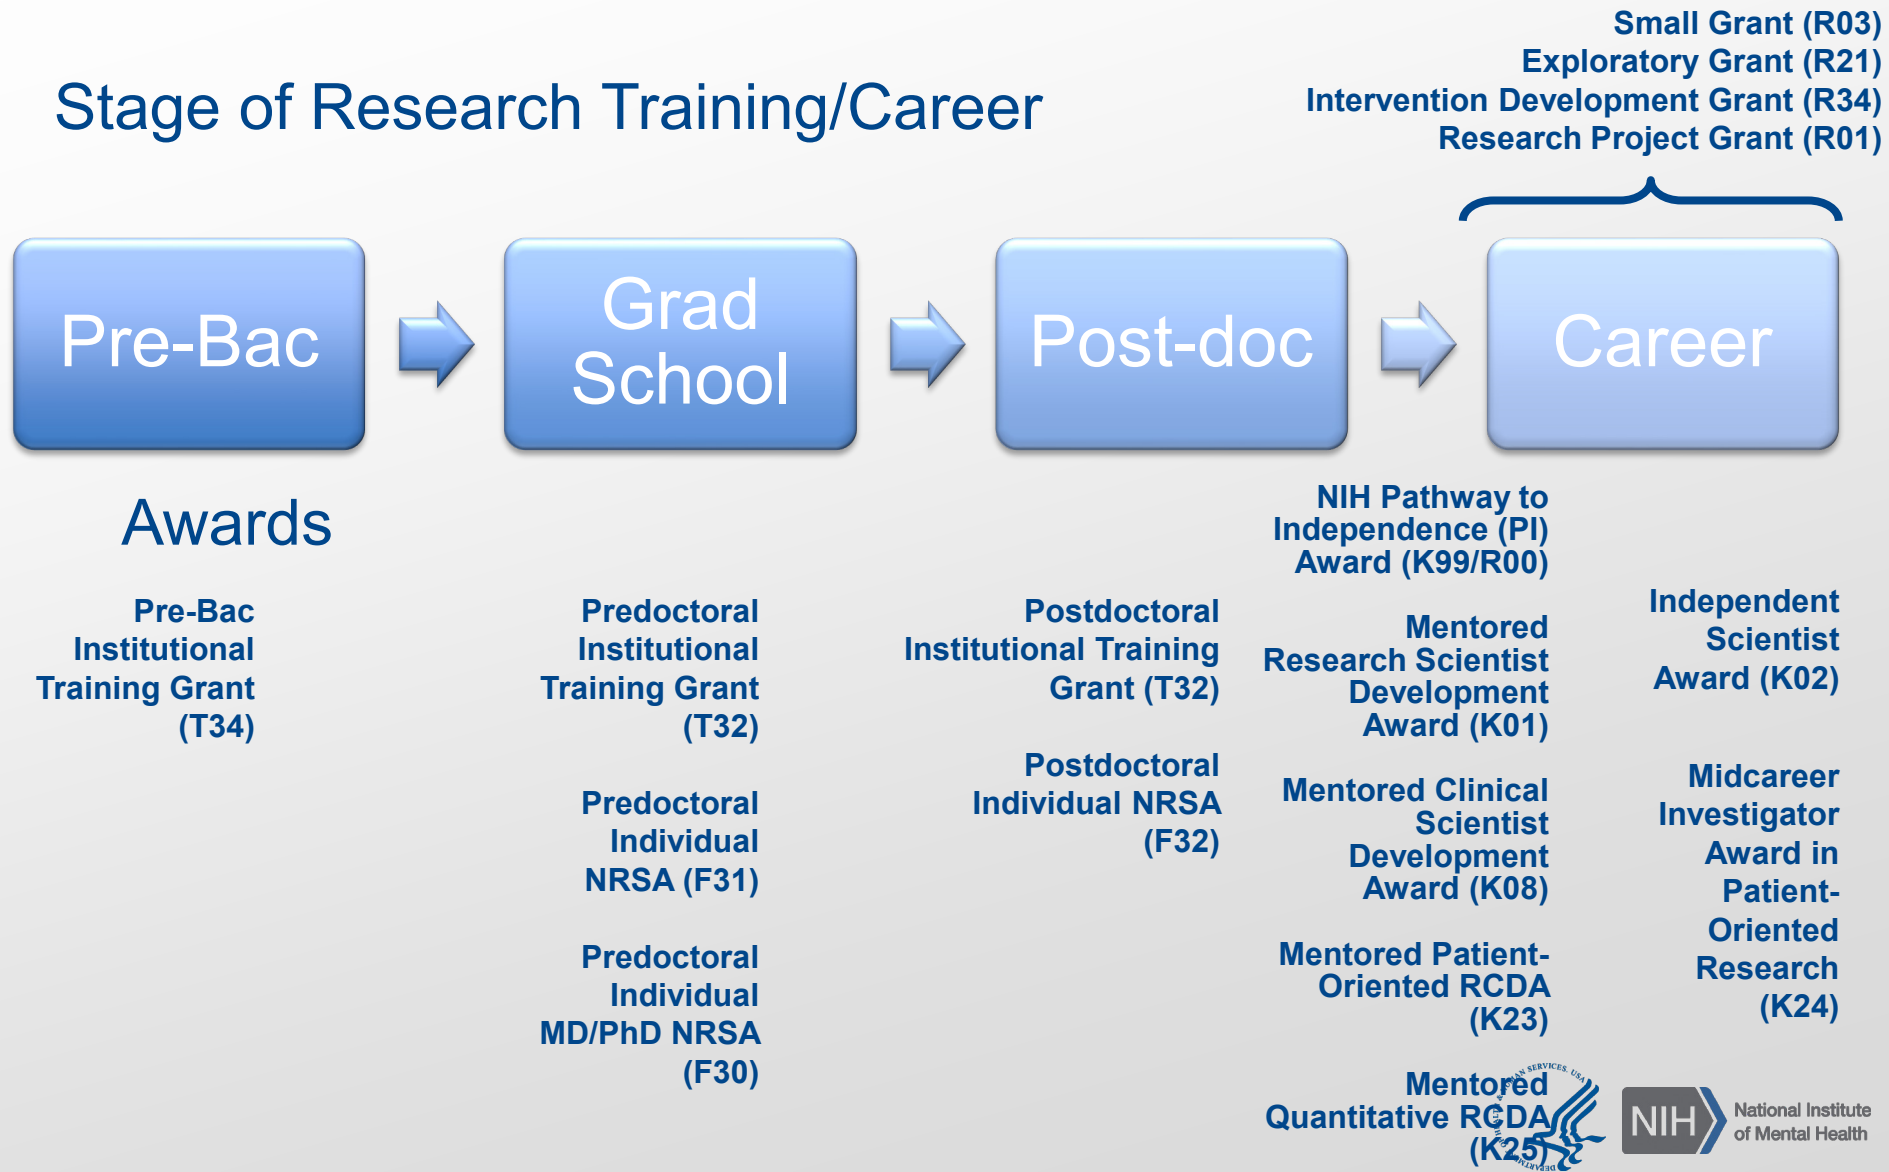 Small Grant (R03)
Exploratory Grant (R21)
Intervention Development Grant (R34)
Research Project Grant (R01)
Stage of Research Training/Career
Pre-Bac
Grad
School
Post-doc
Career
Awards
Pre-Bac
Institutional
Training Grant
(T34)
Predoctoral
Institutional
Training Grant
(T32)
Predoctoral
Individual
NRSA (F31)
Predoctoral
Individual
MD/PhD NRSA
(F30)
Postdoctoral
Institutional Training
Grant (T32)
Postdoctoral
Individual NRSA
(F32)
NIH Pathway to
Independence (PI)
Award (K99/R00)
Mentored
Research Scientist
Development
Award (K01)
Mentored Clinical
Scientist
Development
Award (K08)
Mentored Patient-
Oriented RCDA
(K23)
Mentored
Quantitative RCDA
(K25)
Independent
Scientist
Award (K02)
Midcareer
Investigator
Award in
Patient-
Oriented
Research
(K24)
NIH
National Institute
of Mental Health